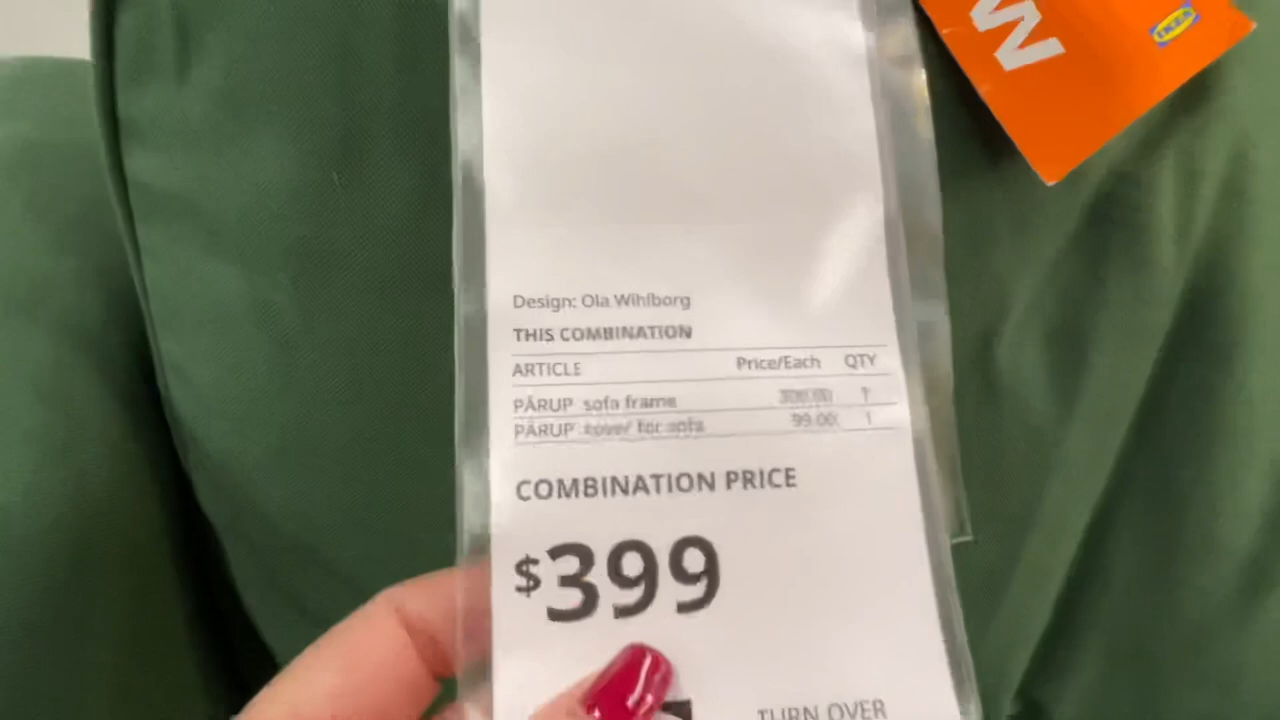 W
IKEA
Design: Ola Wihlborg
THIS COMBINATION
ARTICLE Price/Each QTY
PÄRUP sofa frame 300.00 1
PÄRUP cover for sofa 99.00 1
COMBINATION PRICE
$399
TURN OVER